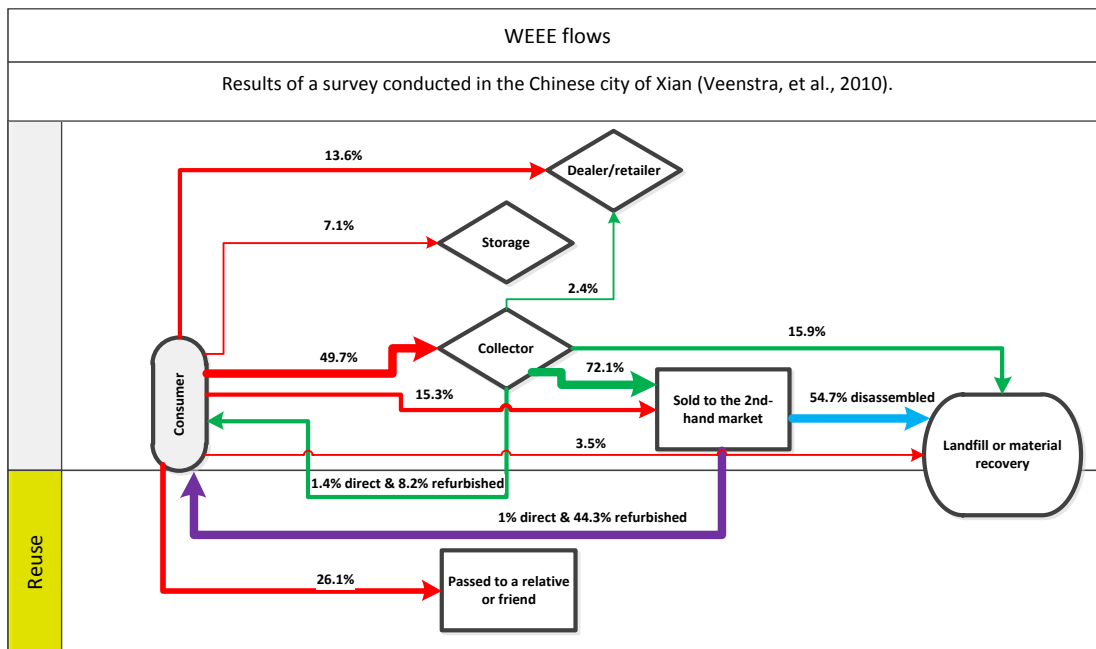 WEEE flows
Results of a survey conducted in the Chinese city of Xian (Veenstra, et al., 2010).
13.6%
Dealer/retailer
7.1%
Storage
2.4%
Collector
15.9%
49.7%
72.1%
15.3%
Consumer
Sold to the 2nd-
hand market
54.7% disassembled
3.5%
Landfill or material
recovery
1.4% direct & 8.2% refurbished
1% direct & 44.3% refurbished
Reuse
26.1%
Passed to a relative
or friend